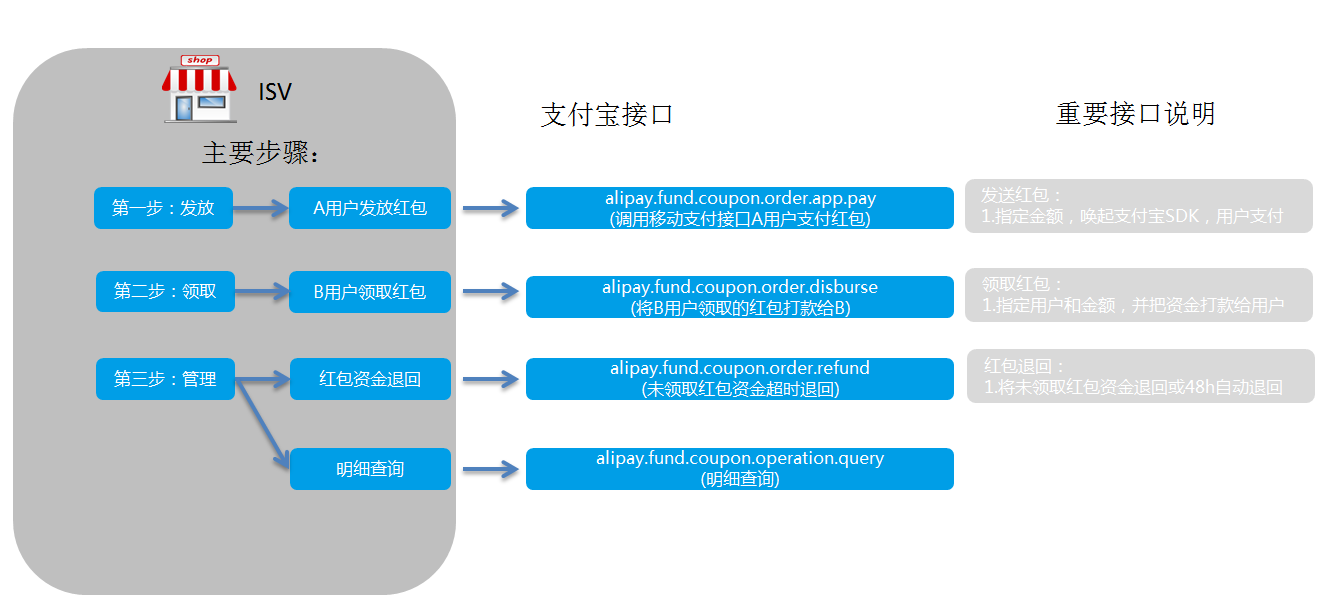 shop
ISV
主要步骤：
支付宝接口
重要接口说明
第一步：发放
A用户发放红包
alipay.fund.coupon.order.app.pay
(调用移动支付接口A用户支付红包)
发送红包：
1.指定金额，唤起支付宝SDK，用户支付
第二步：领取
B用户领取红包
alipay.fund.coupon.order.disburse
(将B用户领取的红包打款给B)
领取红包：
1.指定用户和金额，并把资金打款给用户
第三步：管理
红包资金退回
alipay.fund.coupon.order.refund
(未领取红包资金超时退回)
红包退回：
1.将未领取红包资金退回或48h自动退回
明细查询
alipay.fund.coupon.operation.query
(明细查询)